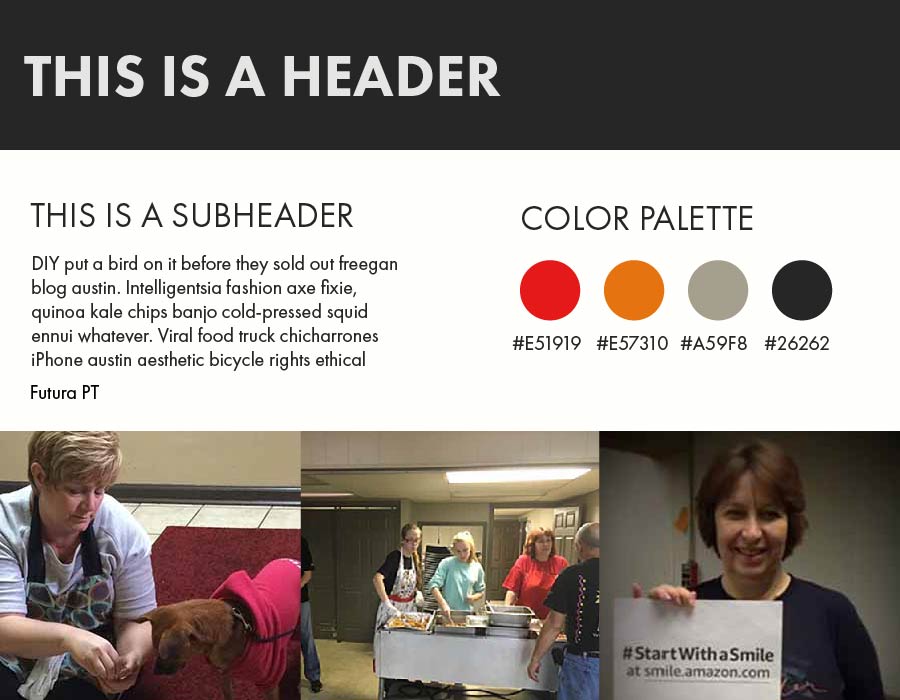 THIS IS A HEADER
THIS IS A SUBHEADER
DIY put a bird on it before they sold out freegan
blog austin. Intelligentsia fashion axe fixie,
quinoa kale chips banjo cold-pressed squid
ennui whatever. Viral food truck chicharrones
iPhone austin aesthetic bicycle rights ethical
Futura PT
COLOR PALETTE
#E51919 #E57310 #A59F8 #26262
#StartWithaSmile
at smile.amazon.com